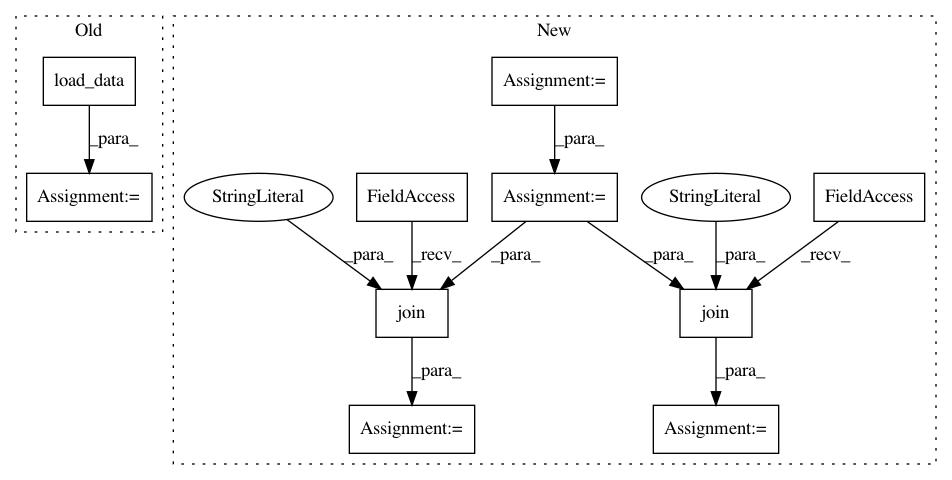 Old
New
load_data
Assignment:=
_para_
_para_
Assignment:=
StringLiteral
FieldAccess
Assignment:=
StringLiteral
FieldAccess
_para_
_recv_
_para_
_para_
_para_
_recv_
join
join
_para_
_para_
Assignment:=
Assignment:=